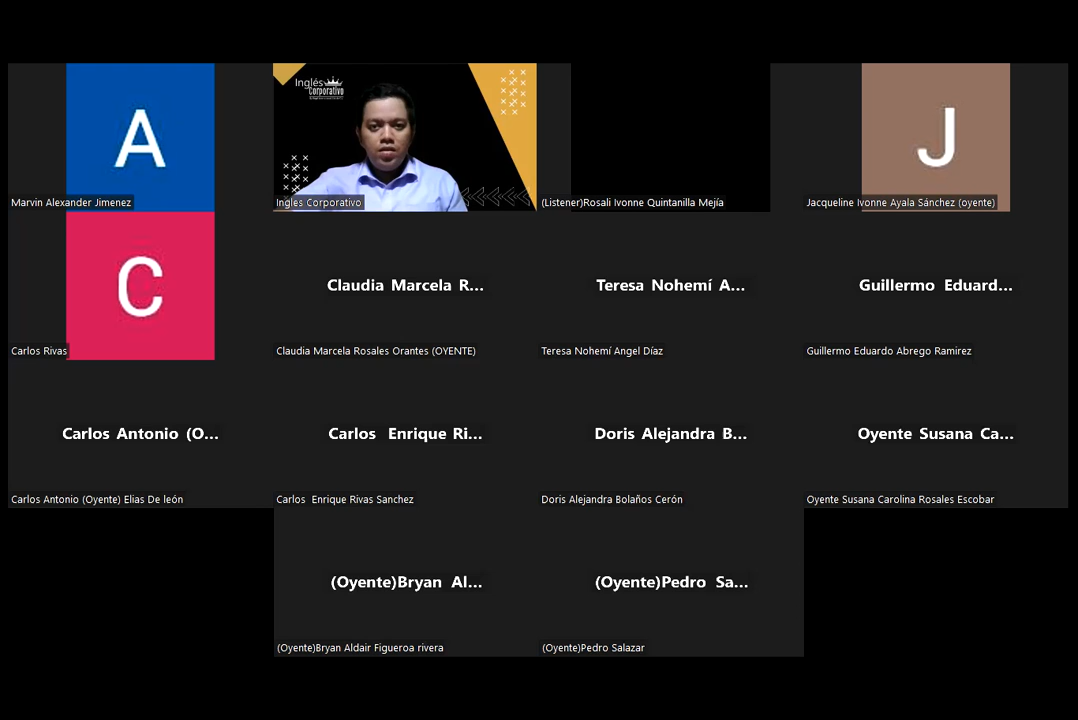 A
Marvin Alexander Jimenez
Inglés
Corporativo
Ingles Corporativo
(Listener)Rosali Ivonne Quintanilla Mejía
J
Jacqueline Ivonne Ayala Sánchez (oyente)
C
Carlos Rivas
Claudia Marcela R...
Claudia Marcela Rosales Orantes (OYENTE)
Teresa Nohemí A...
Teresa Nohemí Angel Díaz
Guillermo Eduard...
Guillermo Eduardo Abrego Ramirez
Carlos Antonio (O...
Carlos Antonio (Oyente) Elias De león
Carlos Enrique Ri...
Carlos Enrique Rivas Sanchez
Doris Alejandra B...
Doris Alejandra Bolaños Cerón
Oyente Susana Ca...
Oyente Susana Carolina Rosales Escobar
(Oyente)Bryan Al...
(Oyente)Bryan Aldair Figueroa rivera
(Oyente)Pedro Sa...
(Oyente)Pedro Salazar